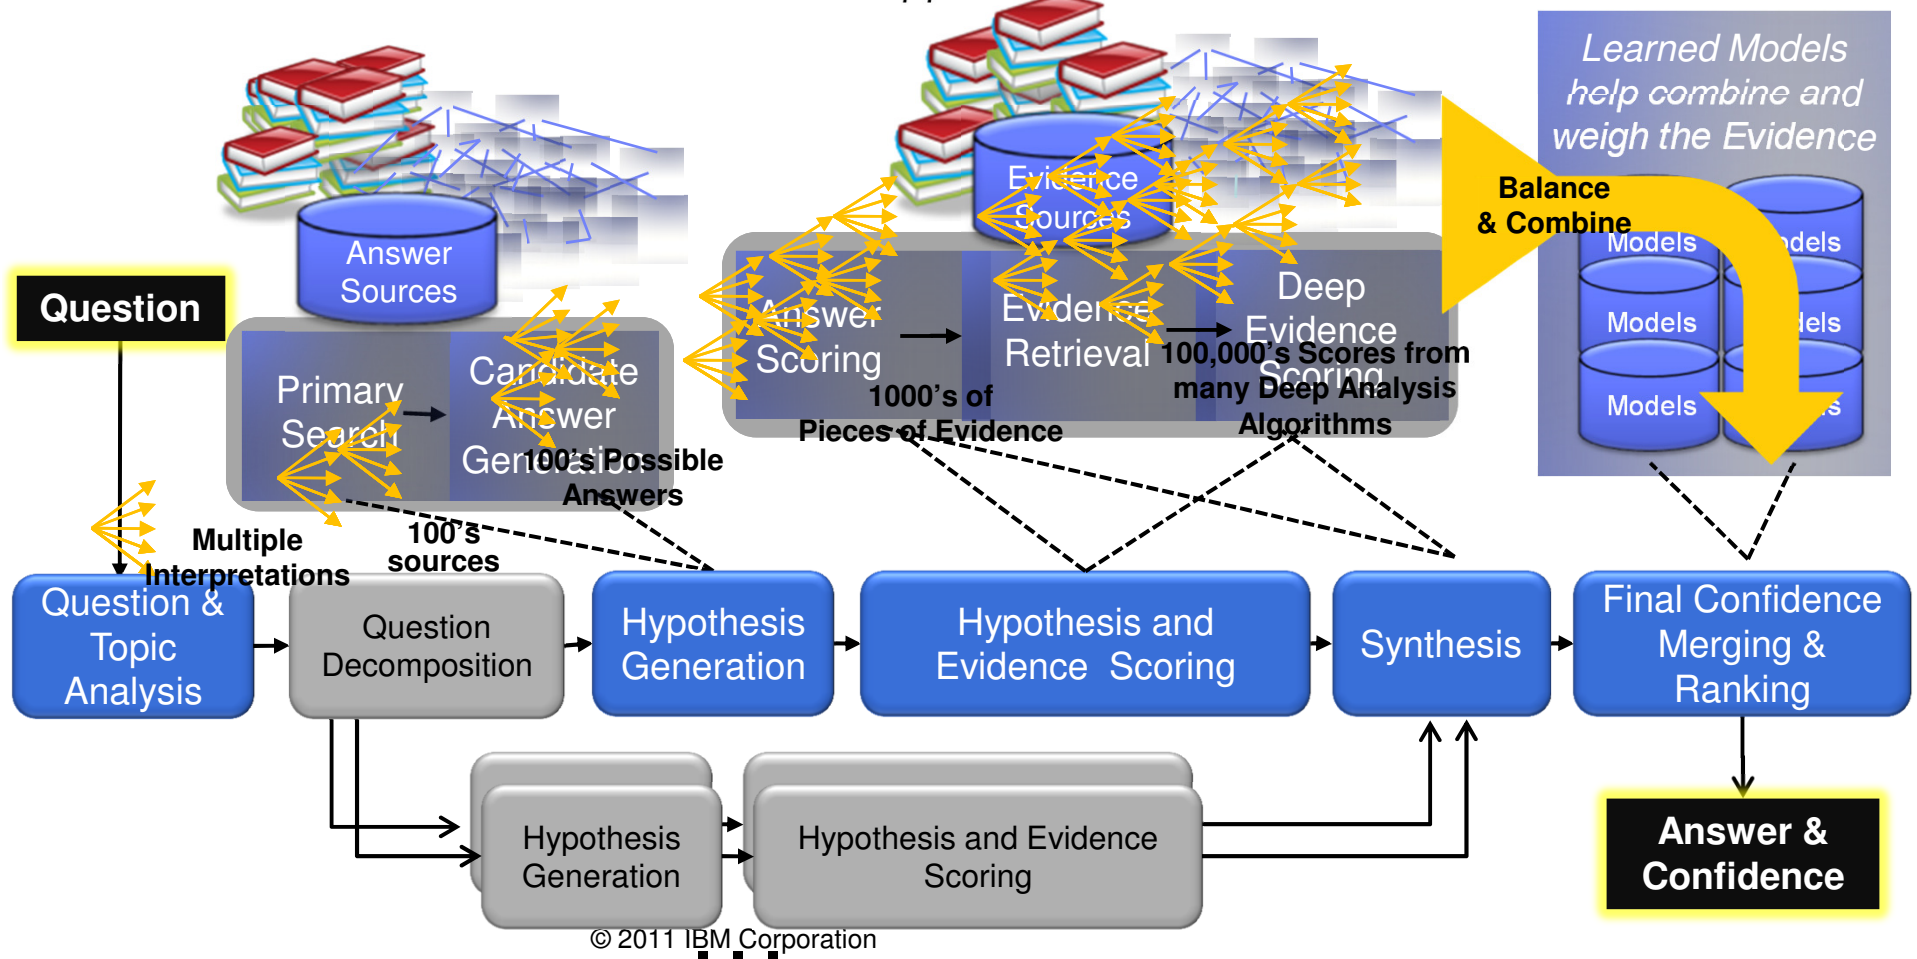 Learned Models
help combine and
weigh the Evidence
Evidence
Sources
Balance
& Combine
Models
Models
Models
Answer
Sources
Question
Answer
Scoring
Evidence
Retrieval
Deep
Evidence
Scoring
100,000's Scores from
many Deep Analysis
Algorithms
1000's of
Pieces of Evidence
Primary
Search
Candidate
Answer
Generation
100's Possible
Answers
100's
sources
Multiple
Interpretations
Question &
Topic
Analysis
Question
Decomposition
Hypothesis
Generation
Hypothesis and
Evidence Scoring
Synthesis
Final Confidence
Merging &
Ranking
Hypothesis
Generation
Hypothesis and Evidence
Scoring
Answer &
Confidence
© 2011 IBM Corporation